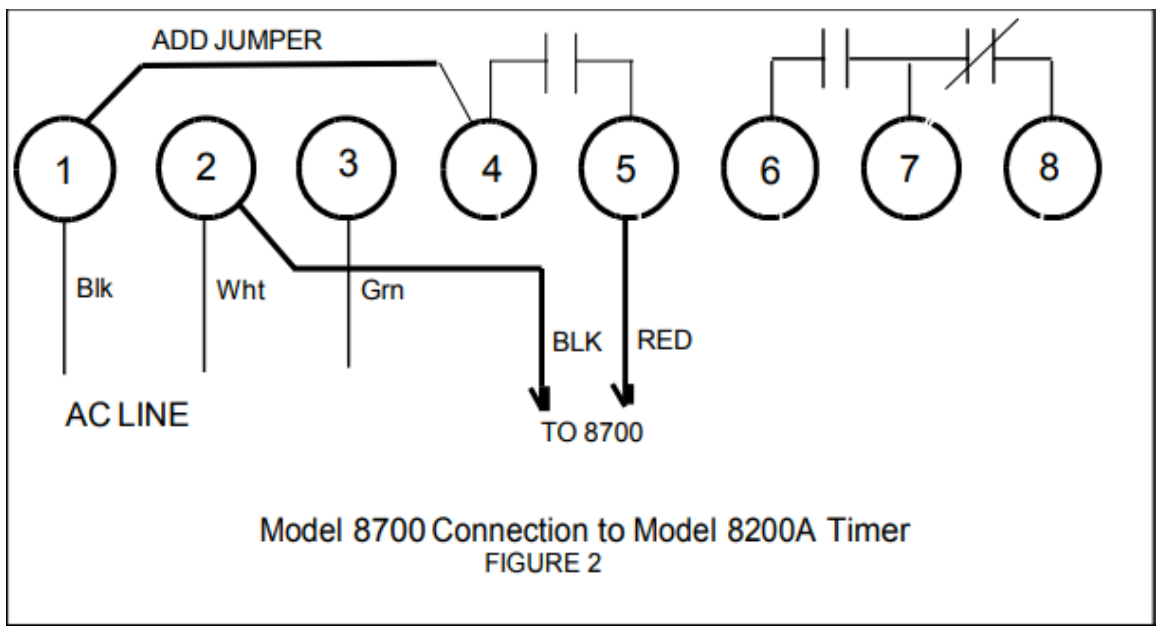 ADD JUMPER
1 2 3 4 5 6 7 8
Blk Wht Grn
BLK RED
AC LINE
TO 8700
Model 8700 Connection to Model 8200A Timer
FIGURE 2